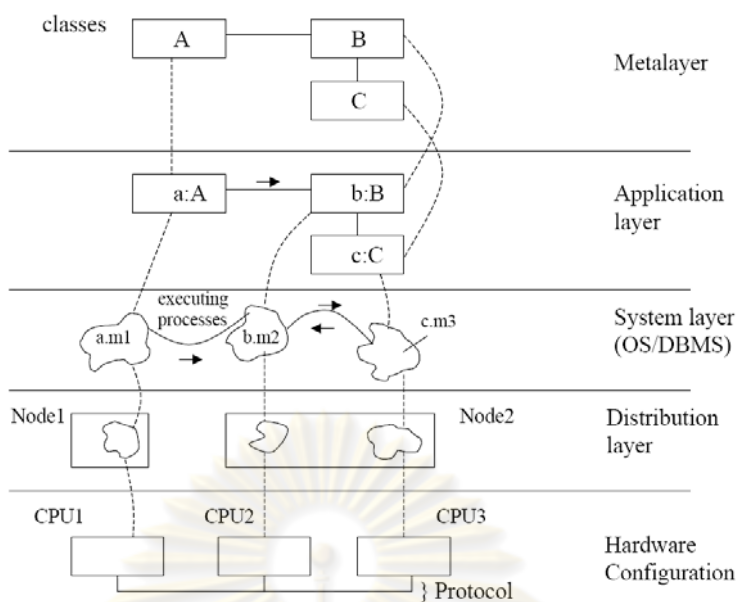 classes
A
B
Metalayer
C
a:A
b:B
Application
layer
c:C
executing
processes
a.m1
b.m2
c.m3
System layer
(OS/DBMS)
Node1
Node2
Distribution
layer
CPU1
CPU2
CPU3
Hardware
Configuration
} Protocol